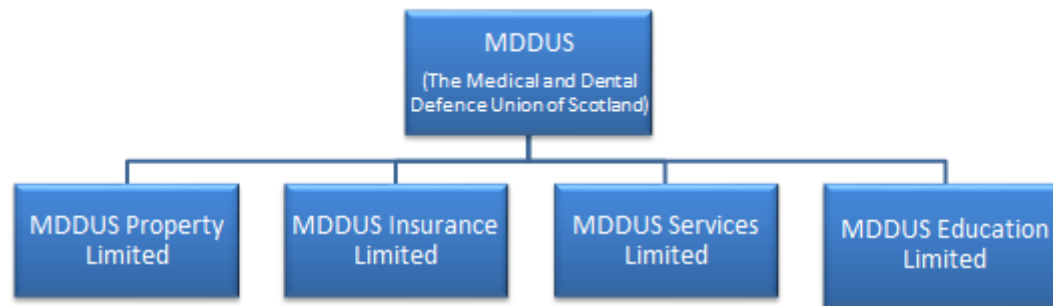 MDDUS
(The Medical and Dental
Defence Union of Scotland)
MDDUS Property
Limited
MDDUS Insurance
Limited
MDDUS Services
Limited
MDDUS Education
Limited